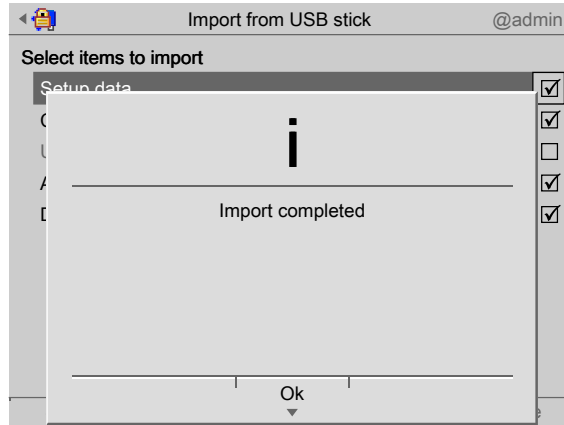 Import from USB stick @admin
Select items to import
Setup data
i
Import completed
Ok